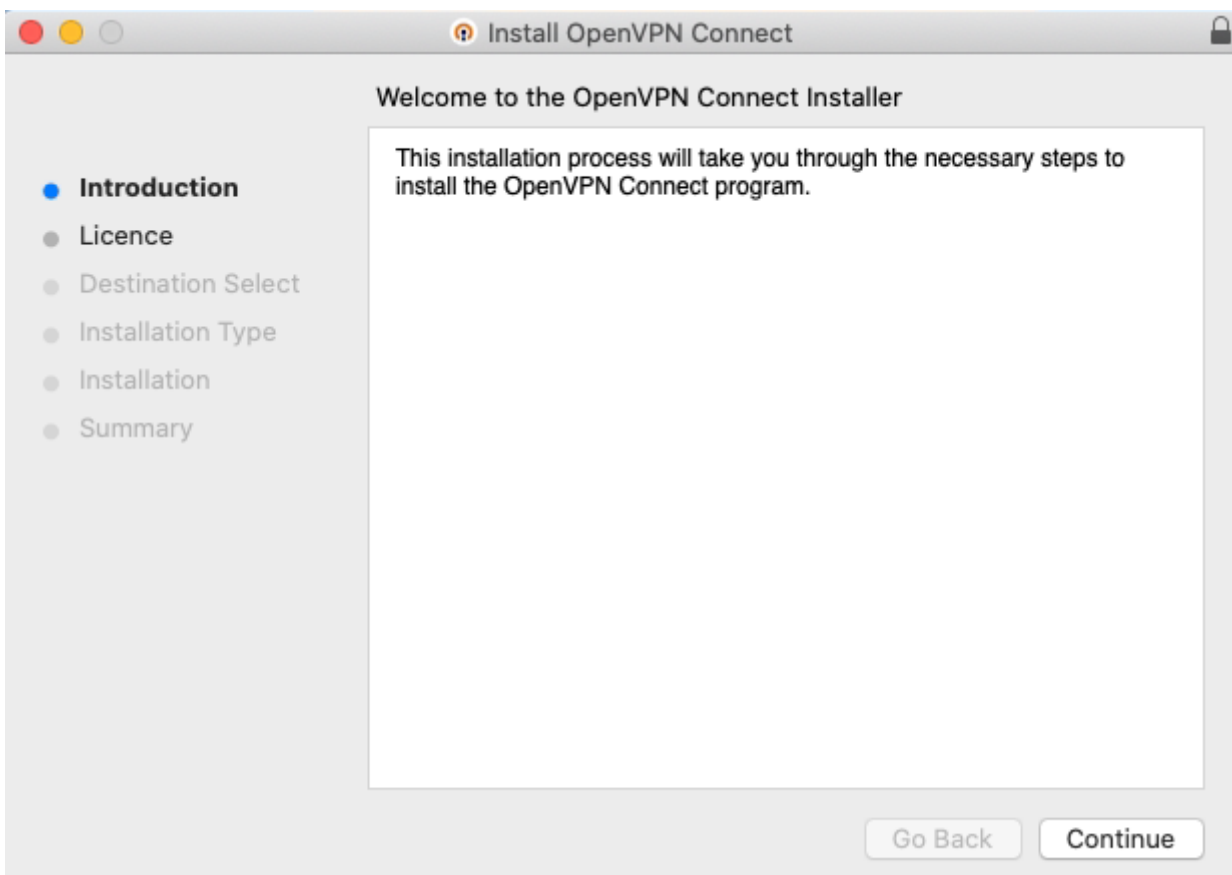 Install OpenVPN Connect
Welcome to the OpenVPN Connect Installer
Introduction
Licence
Destination Select
Installation Type
Installation
Summary
This installation process will take you through the necessary steps to
install the OpenVPN Connect program.
Go Back
Continue